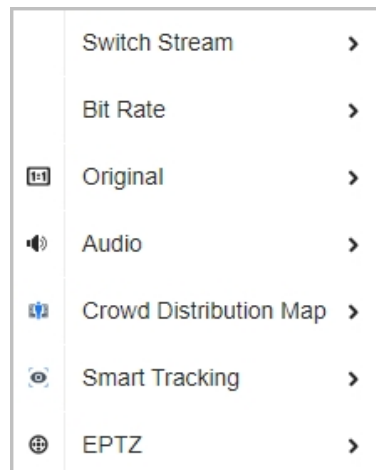 Switch Stream
Bit Rate
1:1 Original
Audio
Crowd Distribution Map
Smart Tracking
EPTZ